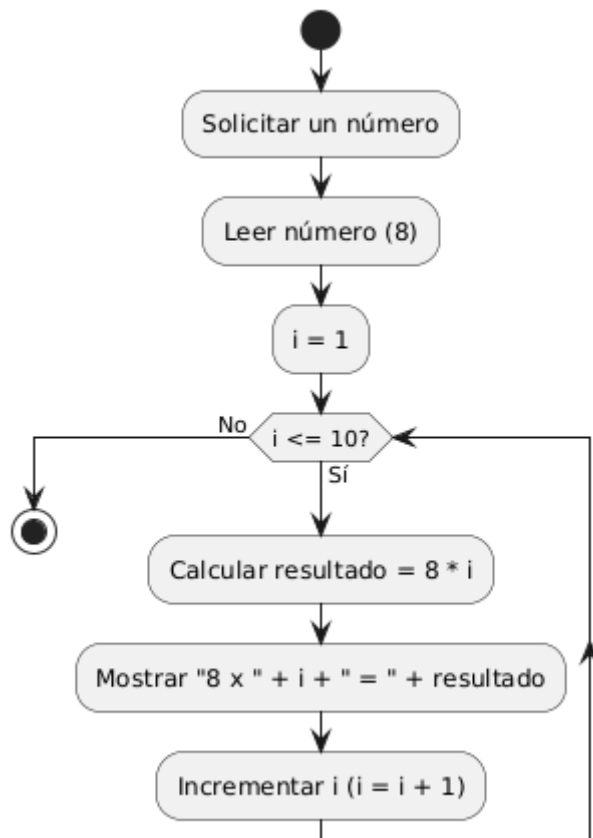 Solicitar un número
Leer número (8)
i = 1
No
i <= 10?
Sí
Calcular resultado = 8 * i
Mostrar "8 x " + i + " = " + resultado
Incrementar i (i = i + 1)